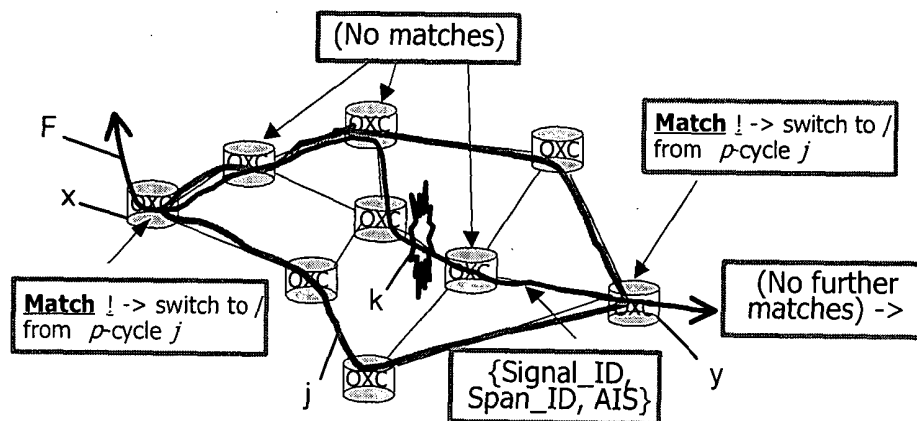 (No matches)
F
OXC
Match ! -> switch to /
from p-cycle j
OXC
OXC
x
OXC
OXC
OXC
OXC
Match ! -> switch to /
from p-cycle j
k
OXC
(No further
matches) ->
j
OXC
{Signal_ID,
Span_ID, AIS}
y